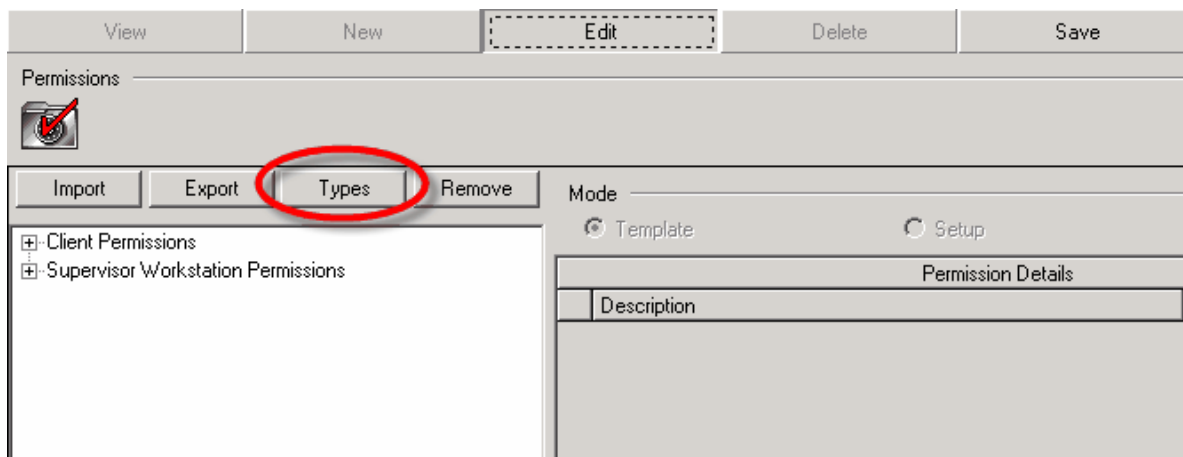 View New Edit Delete Save
Permissions
Import Export Types Remove
Mode
Template Setup
Client Permissions
Supervisor Workstation Permissions
Permission Details
Description